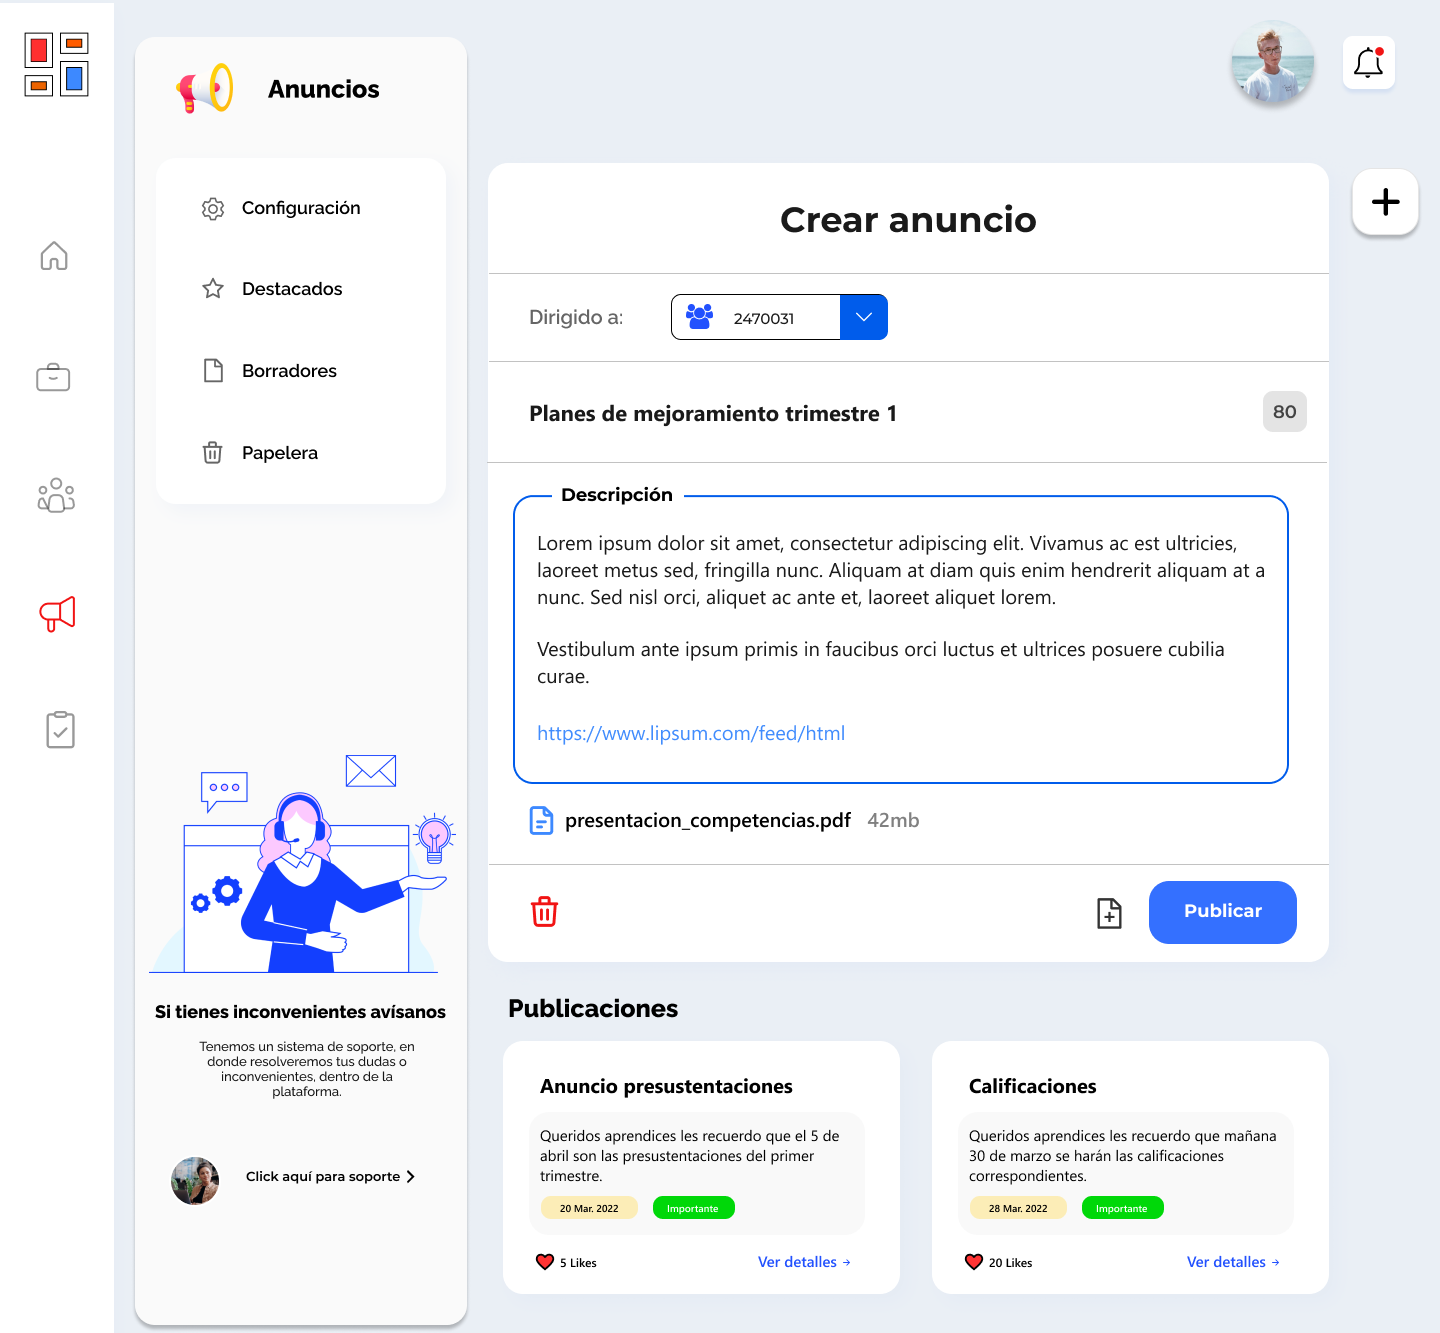 Anuncios
Configuración
Destacados
Borradores
Papelera
Si tienes inconvenientes avísanos
Tenemos un sistema de soporte, en
donde resolveremos tus dudas o
inconvenientes, dentro de la
plataforma.
Click aquí para soporte
Crear anuncio
Dirigido a:
2470031
Planes de mejoramiento trimestre 1
80
Descripción
Lorem ipsum dolor sit amet, consectetur adipiscing elit. Vivamus ac est ultricies,
laoreet metus sed, fringilla nunc. Aliquam at diam quis enim hendrerit aliquam at a
nunc. Sed nisl orci, aliquet ac ante et, laoreet aliquet lorem.
Vestibulum ante ipsum primis in faucibus orci luctus et ultrices posuere cubilia
curae.
https://www.lipsum.com/feed/html
presentacion_competencias.pdf 42mb
Publicar
Publicaciones
Anuncio presustentaciones
Queridos aprendices les recuerdo que el 5 de
abril son las presustentaciones del primer
trimestre.
20 Mar. 2022
Importante
5 Likes
Ver detalles →
Calificaciones
Queridos aprendices les recuerdo que mañana
30 de marzo se harán las calificaciones
correspondientes.
28 Mar. 2022
Importante
20 Likes
Ver detalles →